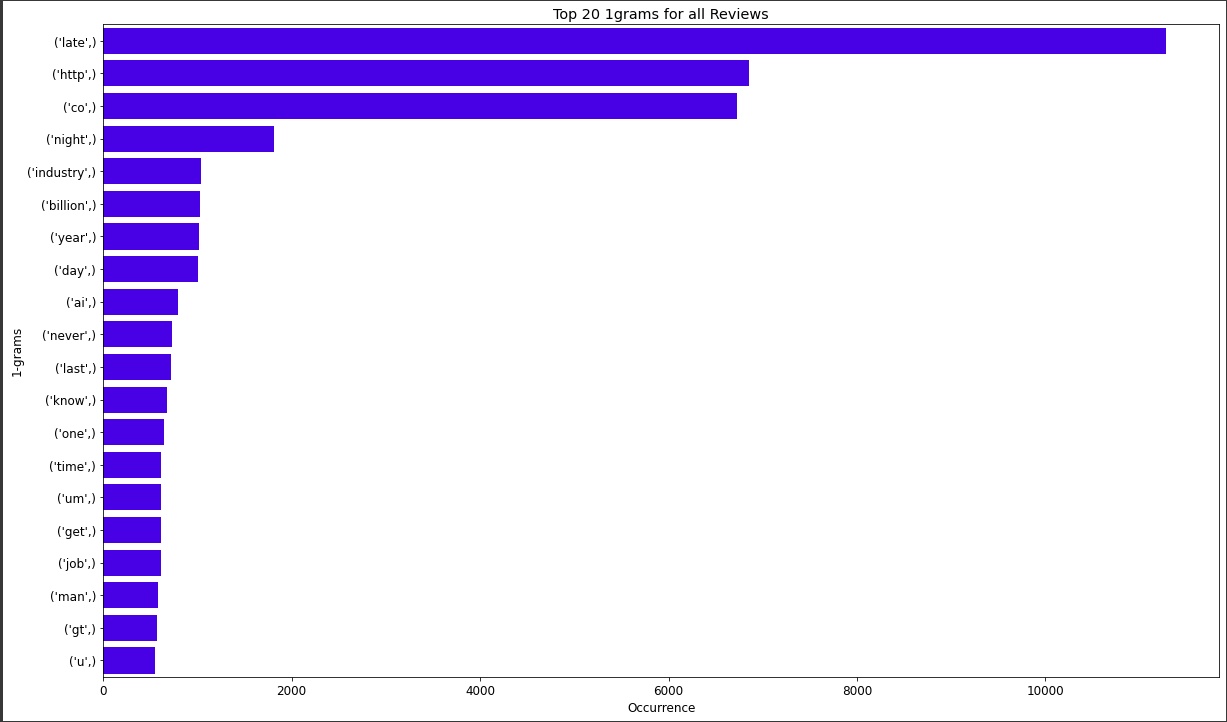 Top 20 1grams for all Reviews
('late',)
('http',)
('co',)
('night',)
('industry',)
('billion',)
('year',)
('day',)
('ai',)
('never',)
('last',)
('know',)
('one',)
('time',)
('um',)
('get',)
('job',)
('man',)
('gt',)
('u',)
1-grams
0 2000 4000 6000 8000 10000
Occurrence